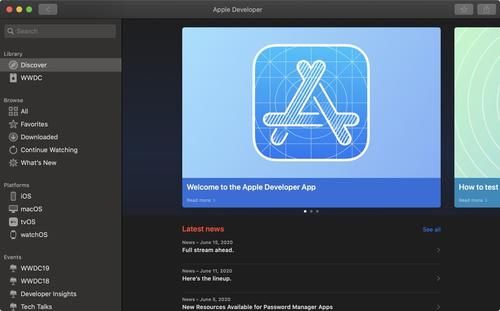 Apple Developer
Search
Library
Discover
WWDC
Browse
All
Favorites
Downloaded
Continue Watching
What's New
Platforms
iOS
macOS
tvOS
watchOS
Events
WWDC19
WWDC18
Developer Insights
Tech Talks
Welcome to the Apple Developer App
Read more
How to test
Read more
Latest news
See all
News – June 15, 2020
Full stream ahead.
News – June 11, 2020
Here's the lineup.
News – June 5, 2020
New Resources Available for Password Manager Apps